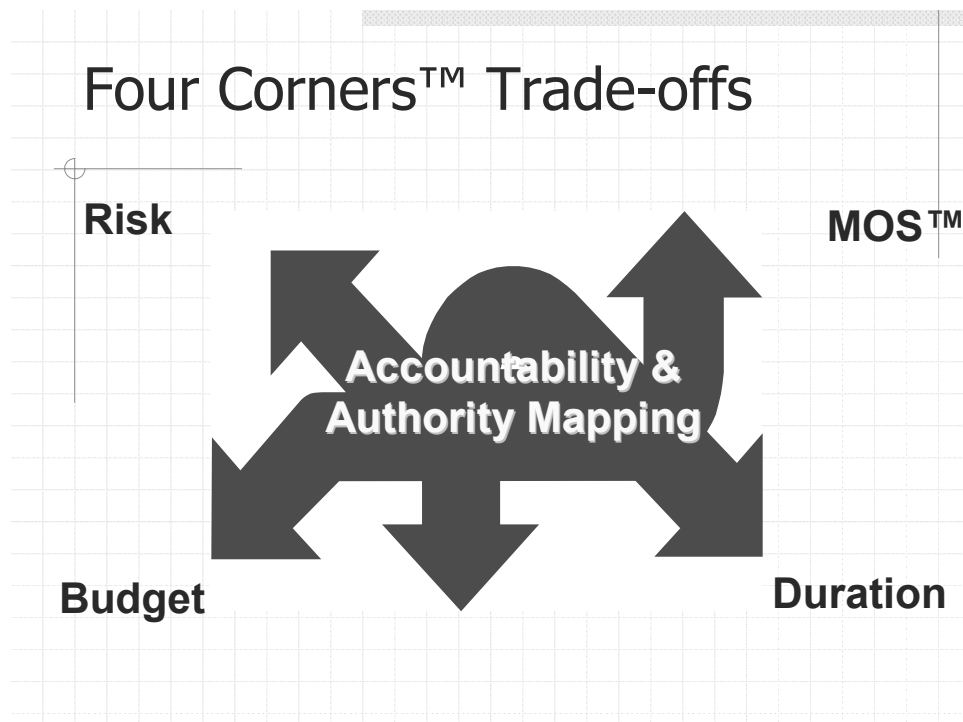 Four Corners™ Trade-offs
Risk
MOS™
Accountability &
Authority Mapping
Budget
Duration